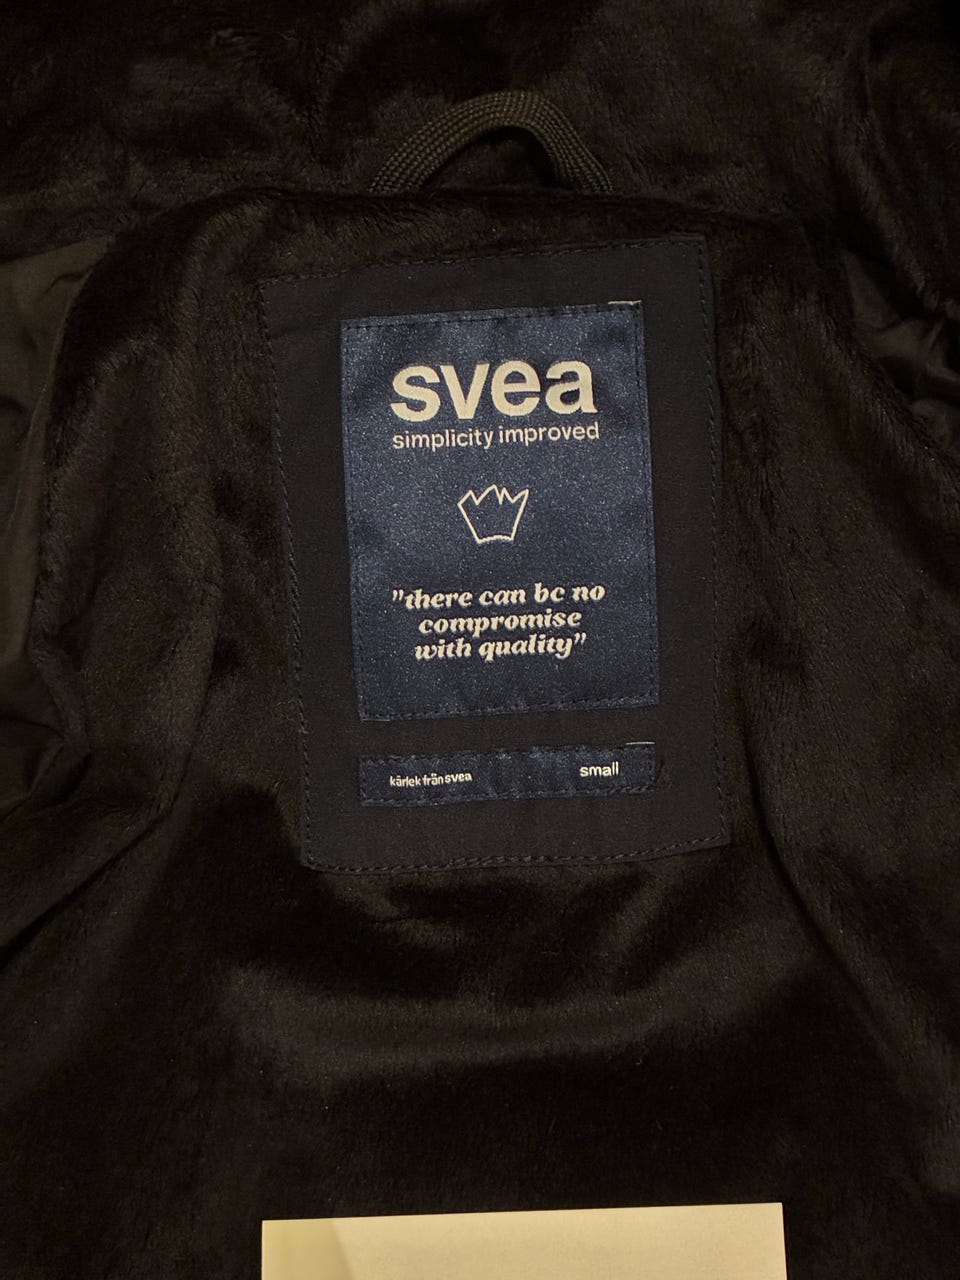 svea
simplicity improved
"there can be no
compromise
with quality"
kärlek från svea
small